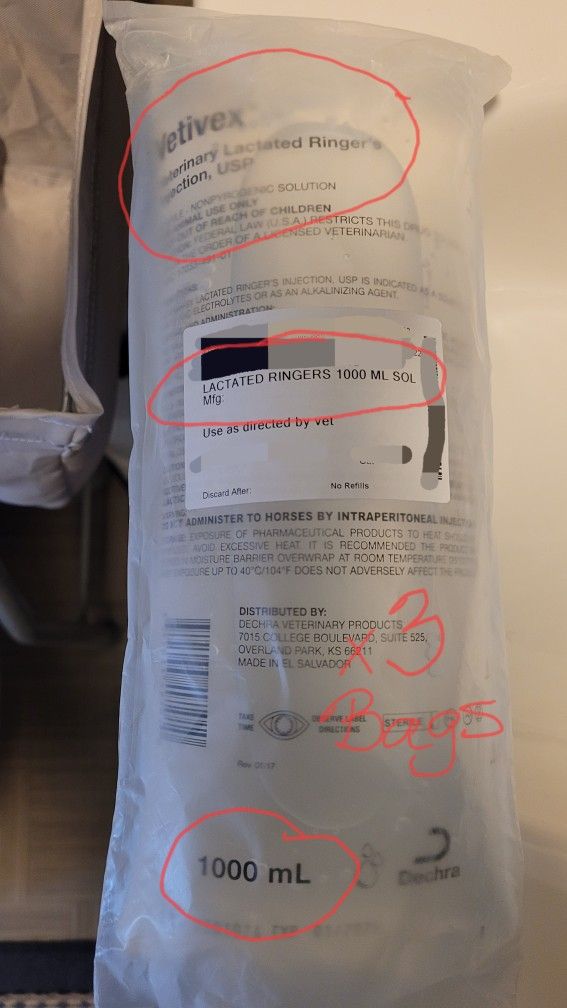 Vetivex
Veterinary Lactated Ringer's
Injection, USP
NONPYROGENIC SOLUTION
ANIMAL USE ONLY
OUT OF REACH OF CHILDREN
FEDERAL LAW (U.S.A.) RESTRICTS THIS DRUG
ORDER OF A LICENSED VETERINARIAN
LACTATED RINGER'S INJECTION, USP IS INDICATED AS A
ELECTROLYTES OR AS AN ALKALINIZING AGENT.
ADMINISTRATION:
LACTATED RINGERS 1000 ML SOL
Mfg:
Use as directed by vet
Discard After: No Refills
ADMINISTER TO HORSES BY INTRAPERITONEAL
EXPOSURE OF PHARMACEUTICAL PRODUCTS TO HEAT SHOULD
AVOID EXCESSIVE HEAT. IT IS RECOMMENDED THE
IN MOISTURE BARRIER OVERWRAP AT ROOM TEMPERATURE
EXPOSURE UP TO 40°C/104°F DOES NOT ADVERSELY AFFECT THE
DISTRIBUTED BY:
DECHRA VETERINARY PRODUCTS
7015 COLLEGE BOULEVARD, SUITE 525,
OVERLAND PARK, KS 66211
MADE IN EL SALVADOR
x3
Bags
TAKE TIME OBSERVE LABEL DIRECTIONS
STERILE
Rev 01/17
1000 mL
Dechra